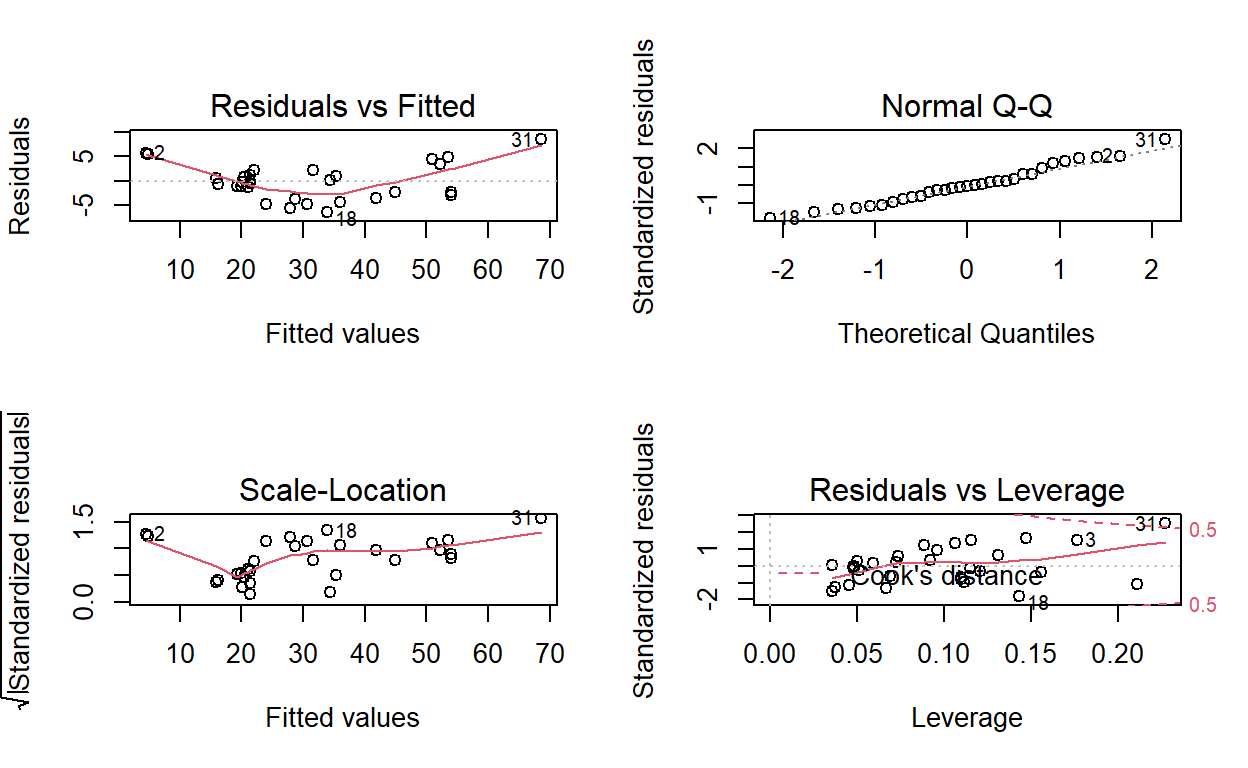 Residuals vs Fitted
Residuals
5
-5
2
18
31
10 20 30 40 50 60 70
Fitted values
Normal Q-Q
Standardized residuals
2
-1
18
2
31
-2 -1 0 1 2
Theoretical Quantiles
Scale-Location
√|Standardized residuals|
1.5
0.0
2
18
31
10 20 30 40 50 60 70
Fitted values
Residuals vs Leverage
Standardized residuals
1
-2
31
0.5
3
Cook's distance
18
0.5
0.00 0.05 0.10 0.15 0.20
Leverage